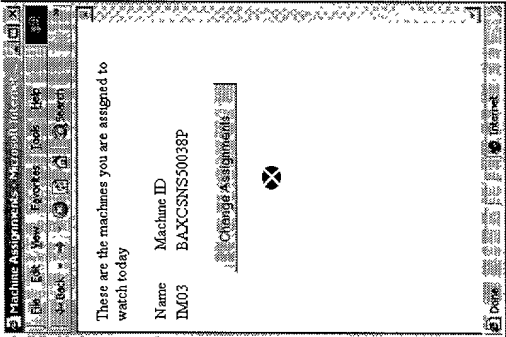 Machine Assignments - Microsoft Internet
File Edit View Favorites Tools Help
Back Search
These are the machines you are assigned to
watch today
Name Machine ID
IM03 BAXCSNS50038P
Change Assignments
Done Internet